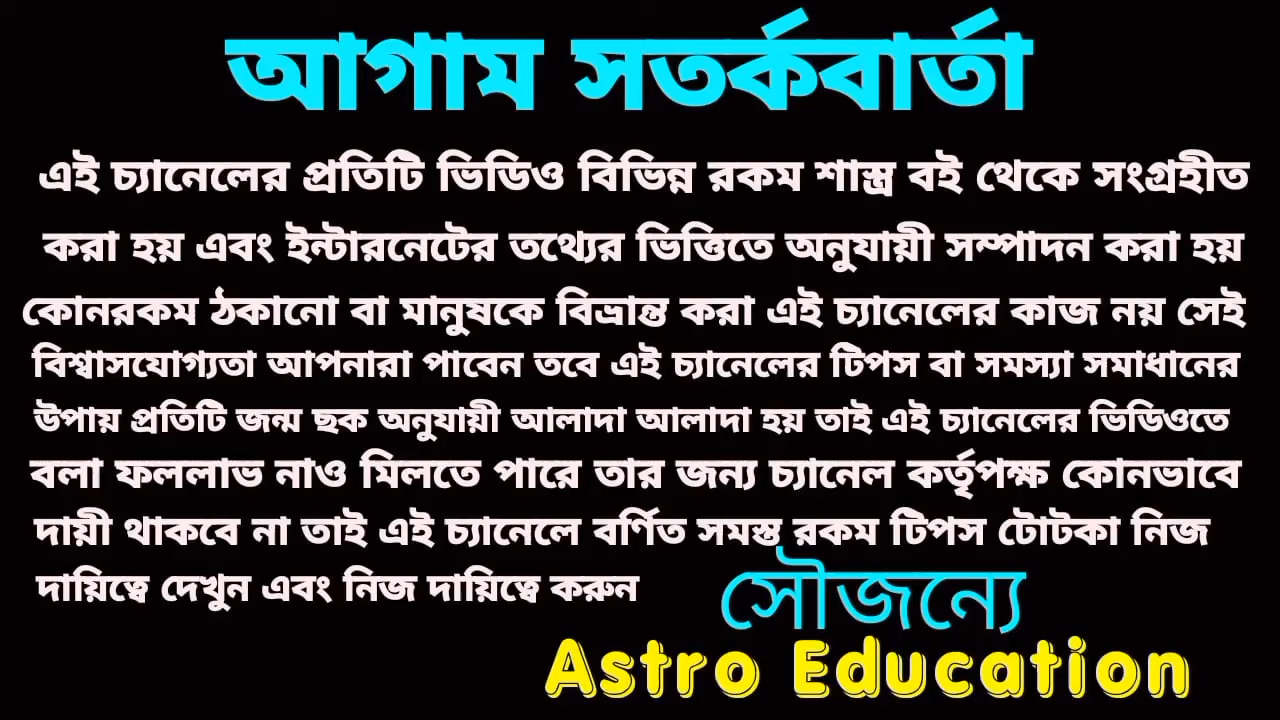 আগাম সতর্কবার্তা
এই চ্যানেলের প্রতিটি ভিডিও বিভিন্ন রকম শাস্ত্র বই থেকে সংগ্রহীত
করা হয় এবং ইন্টারনেটের তথ্যের ভিত্তিতে অনুযায়ী সম্পাদন করা হয়
কোনরকম ঠকানো বা মানুষকে বিভ্রান্ত করা এই চ্যানেলের কাজ নয় সেই
বিশ্বাসযোগ্যতা আপনারা পাবেন তবে এই চ্যানেলের টিপস বা সমস্যা সমাধানের
উপায় প্রতিটি জন্ম ছক অনুযায়ী আলাদা আলাদা হয় তাই এই চ্যানেলের ভিডিওতে
বলা ফললাভ নাও মিলতে পারে তার জন্য চ্যানেল কর্তৃপক্ষ কোনভাবে
দায়ী থাকবে না তাই এই চ্যানেলে বর্ণিত সমস্ত রকম টিপস টোটকা নিজ
দায়িত্বে দেখুন এবং নিজ দায়িত্বে করুন
সৌজন্যে
Astro Education